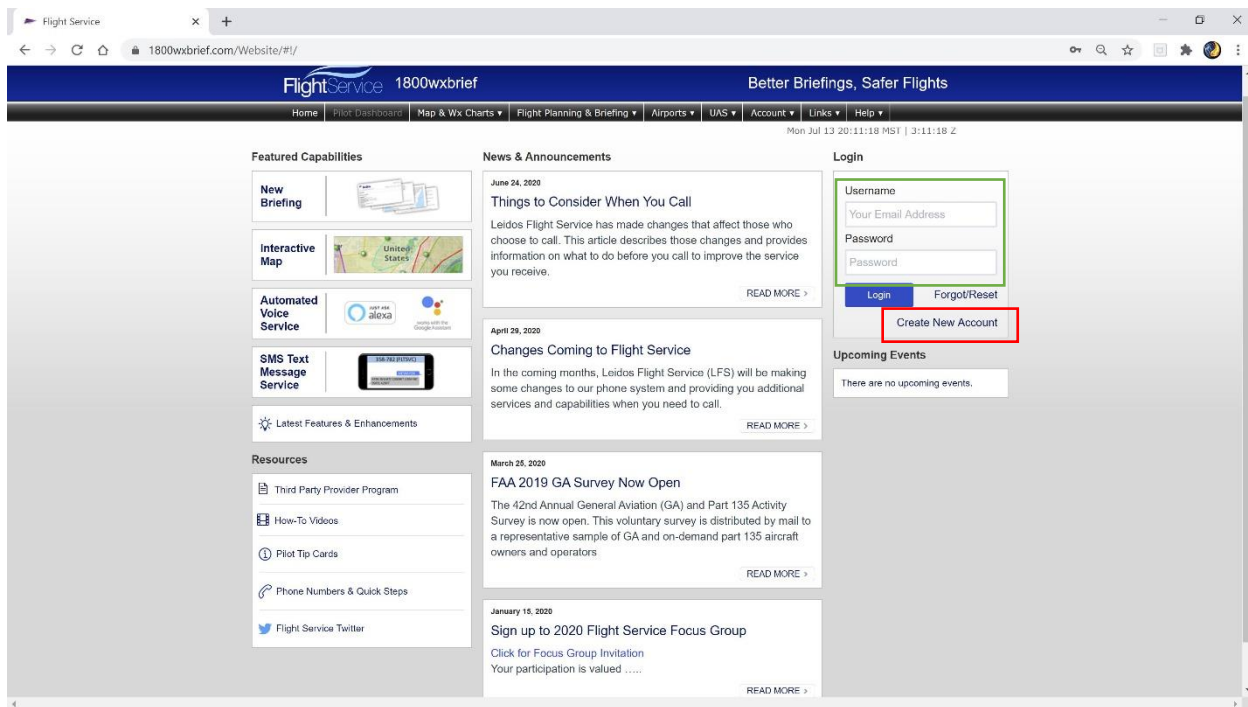 Flight Service
1800wxbrief.com/Website/#!/
FlightService 1800wxbrief
Better Briefings, Safer Flights
Home Pilot Dashboard Map & Wx Charts Flight Planning & Briefing Airports UAS Account Links Help
Mon Jul 13 20:11:18 MST | 3:11:18 Z
Featured Capabilities
New
Briefing
Interactive
Map
United
States
Automated
Voice
Service
alexa
SMS Text
Message
Service
Latest Features & Enhancements
Resources
Third Party Provider Program
How-To Videos
Pilot Tip Cards
Phone Numbers & Quick Steps
Flight Service Twitter
News & Announcements
June 24, 2020
Things to Consider When You Call
Leidos Flight Service has made changes that affect those who
choose to call. This article describes those changes and provides
information on what to do before you call to improve the service
you receive.
READ MORE >
April 29, 2020
Changes Coming to Flight Service
In the coming months, Leidos Flight Service (LFS) will be making
some changes to our phone system and providing you additional
services and capabilities when you need to call.
READ MORE >
March 25, 2020
FAA 2019 GA Survey Now Open
The 42nd Annual General Aviation (GA) and Part 135 Activity
Survey is now open. This voluntary survey is distributed by mail to
a representative sample of GA and on-demand part 135 aircraft
owners and operators
READ MORE >
January 15, 2020
Sign up to 2020 Flight Service Focus Group
Click for Focus Group Invitation
Your participation is valued .....
READ MORE >
Login
Username
Your Email Address
Password
Password
Login Forgot/Reset
Create New Account
Upcoming Events
There are no upcoming events.